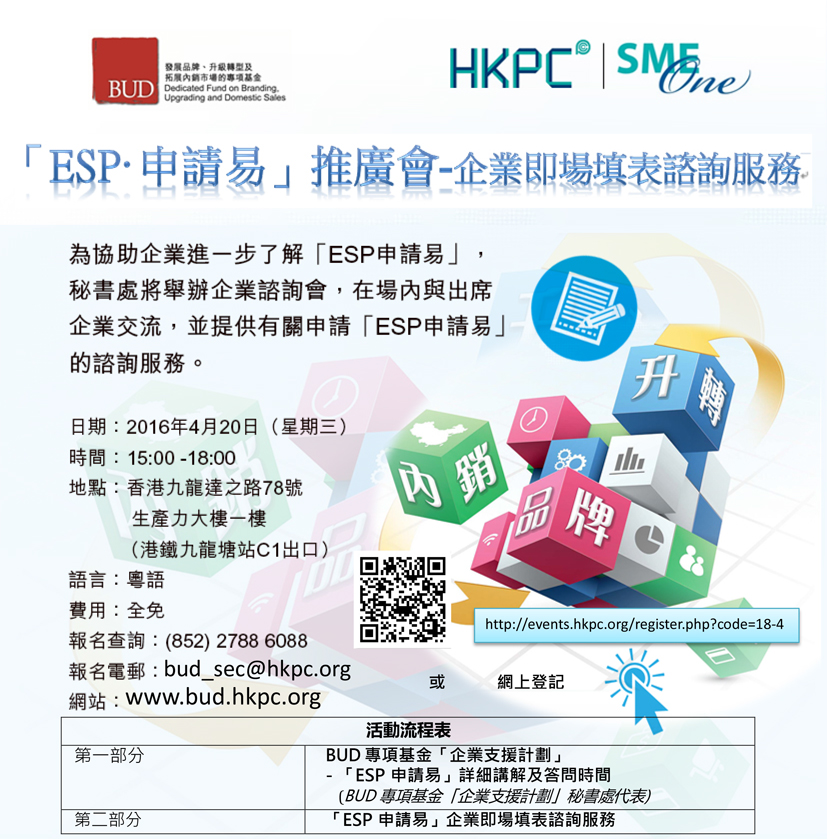 BUD
發展品牌、升級轉型及
拓展內銷市場的專項基金
Dedicated Fund on Branding,
Upgrading and Domestic Sales
HKPC
SME One
「ESP·申請易」推廣會-企業即場填表諮詢服務
為協助企業進一步了解「ESP申請易」，
秘書處將舉辦企業諮詢會，在場內與出席
企業交流，並提供有關申請「ESP申請易」
的諮詢服務。
升 轉
內 銷
品 牌
日期：2016年4月20日（星期三）
時間：15:00 -18:00
地點：香港九龍達之路78號
生產力大樓一樓
（港鐵九龍塘站C1出口）
語言：粵語
費用：全免
報名查詢：(852) 2788 6088
報名電郵：bud_sec@hkpc.org
網站：www.bud.hkpc.org
http://events.hkpc.org/register.php?code=18-4
或 網上登記
活動流程表
第一部分 BUD 專項基金「企業支援計劃」
- 「ESP 申請易」詳細講解及答問時間
(BUD 專項基金「企業支援計劃」秘書處代表)
第二部分 「ESP 申請易」企業即場填表諮詢服務